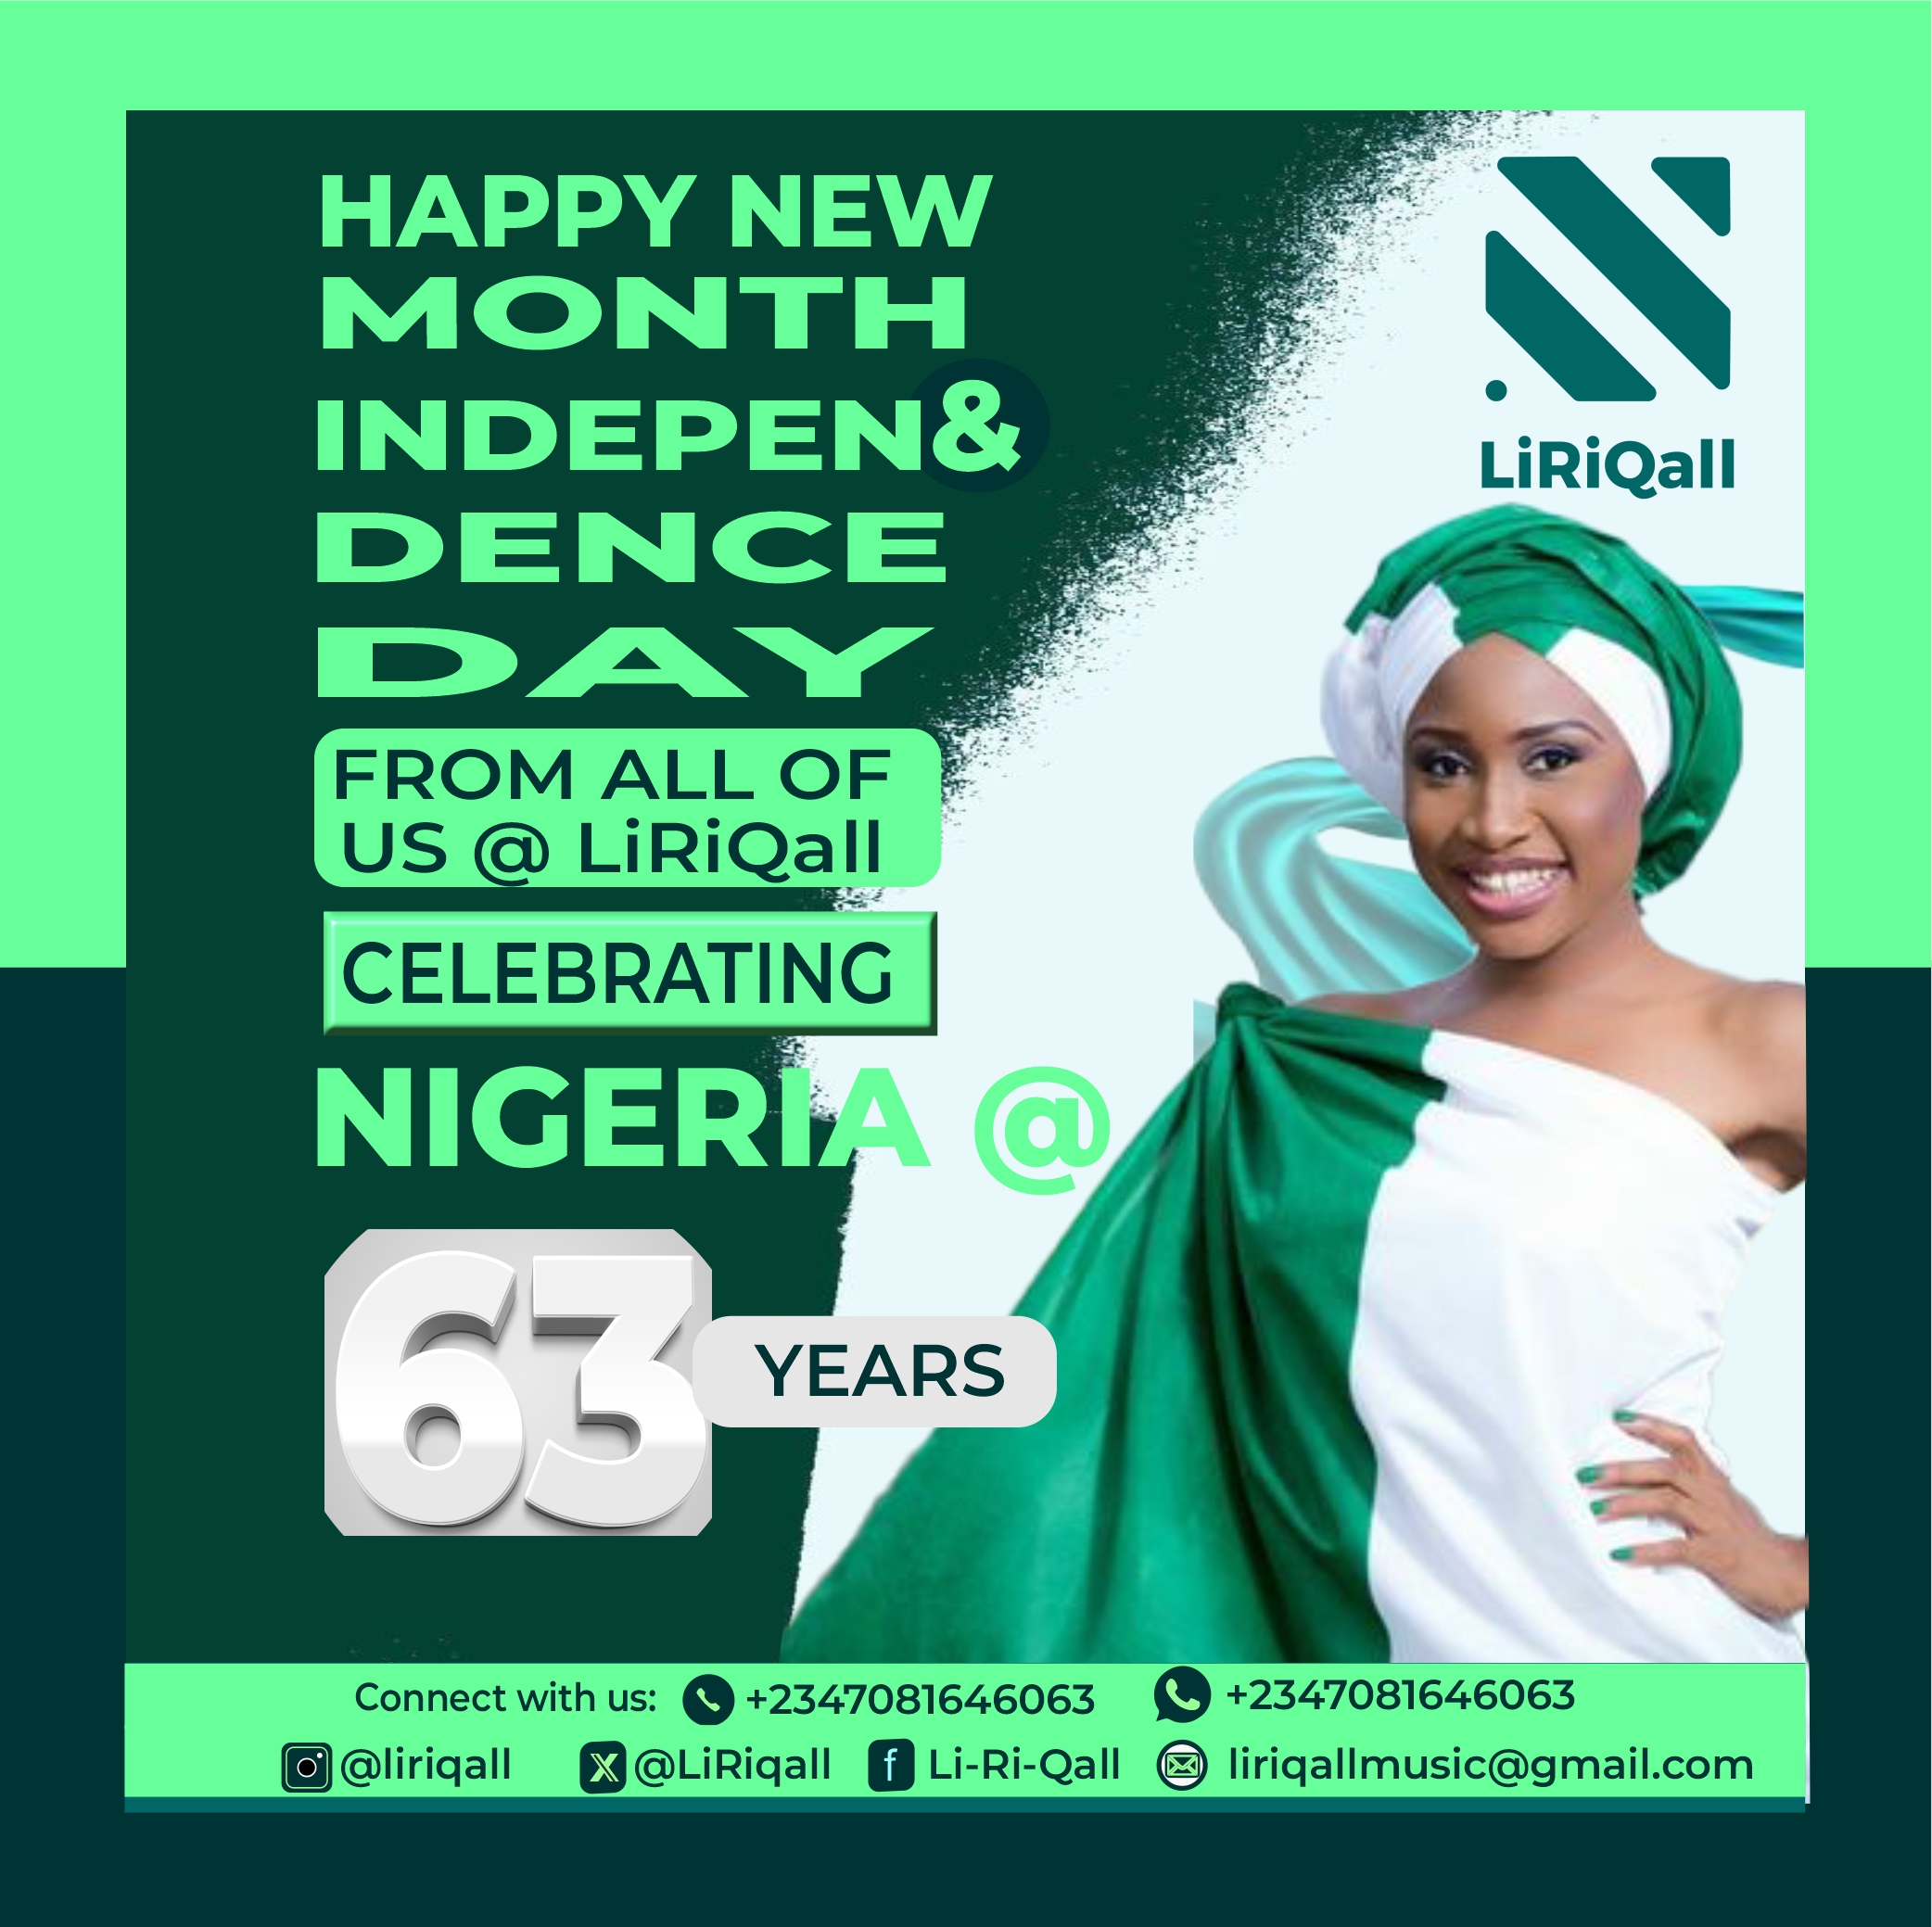 HAPPY NEW
MONTH
INDEPEN&
DENCE
DAY
FROM ALL OF
US @ LiRiQall
CELEBRATING
NIGERIA @
63 YEARS
LiRiQall
Connect with us: +2347081646063 +2347081646063
@liriqall @LiRiqall Li-Ri-Qall liriqallmusic@gmail.com